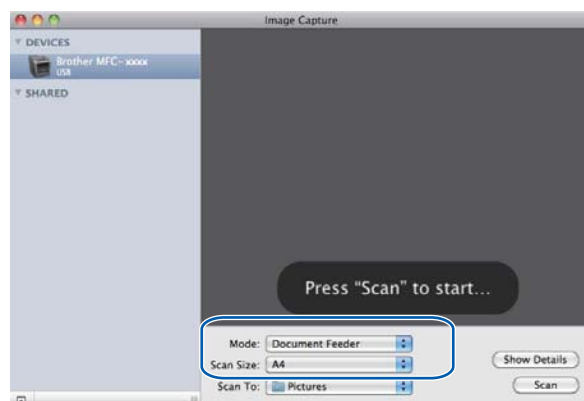 Image Capture
DEVICES
Brother MFC- xxxx
USB
SHARED
Press “Scan” to start...
Mode: Document Feeder
Scan Size: A4
Scan To: Pictures
Show Details
Scan